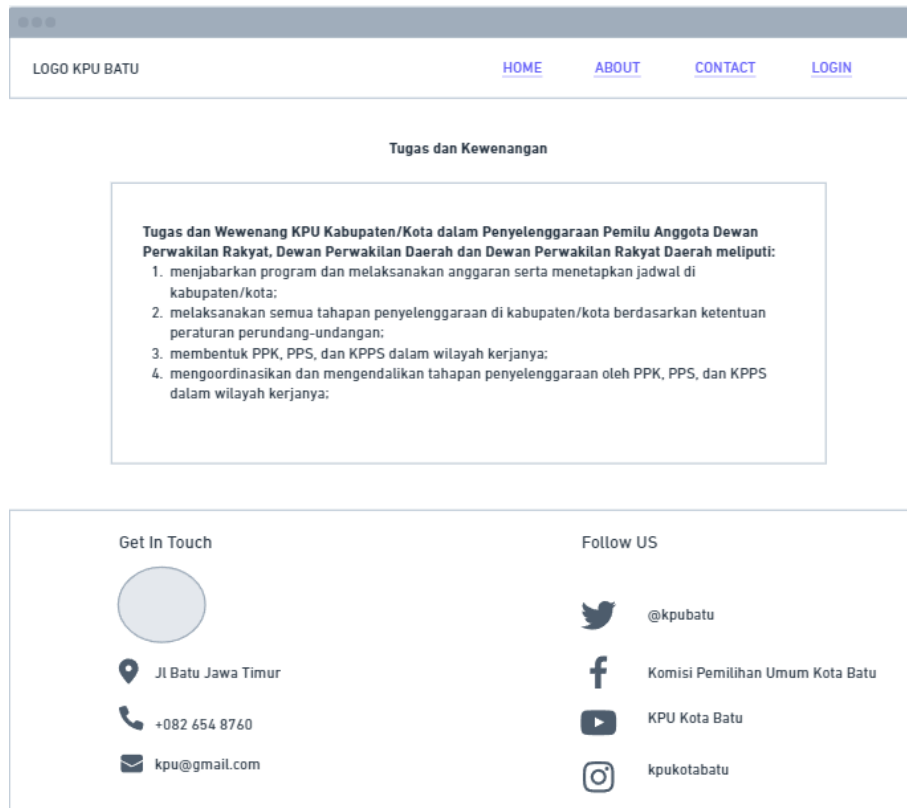 LOGO KPU BATU HOME ABOUT CONTACT LOGIN
Tugas dan Kewenangan
Tugas dan Wewenang KPU Kabupaten/Kota dalam Penyelenggaraan Pemilu Anggota Dewan
Perwakilan Rakyat, Dewan Perwakilan Daerah dan Dewan Perwakilan Rakyat Daerah meliputi:
1. menjabarkan program dan melaksanakan anggaran serta menetapkan jadwal di
kabupaten/kota;
2. melaksanakan semua tahapan penyelenggaraan di kabupaten/kota berdasarkan ketentuan
peraturan perundang-undangan;
3. membentuk PPK, PPS, dan KPPS dalam wilayah kerjanya;
4. mengoordinasikan dan mengendalikan tahapan penyelenggaraan oleh PPK, PPS, dan KPPS
dalam wilayah kerjanya;
Get In Touch
Jl Batu Jawa Timur
+082 654 8760
kpu@gmail.com
Follow US
@kpubatu
Komisi Pemilihan Umum Kota Batu
KPU Kota Batu
kpukotabatu